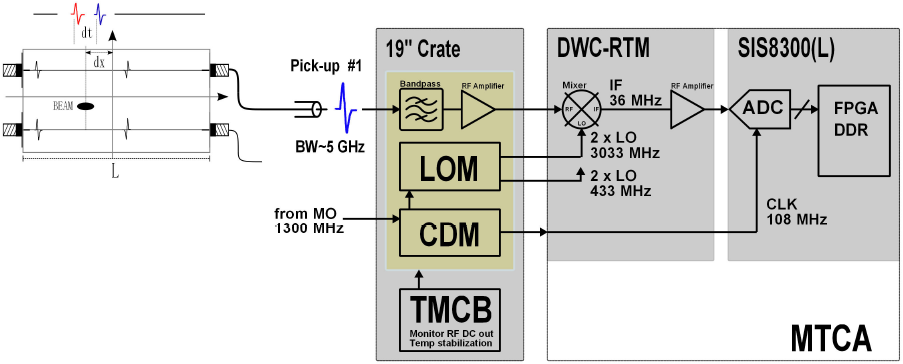 dt
dx
BEAM
L
Pick-up #1
BW~5 GHz
from MO
1300 MHz
19" Crate
Bandpass
RF Amplifier
LOM
CDM
TMCB
Monitor RF DC out
Temp stabilization
DWC-RTM
Mixer
RF
IF
LO
IF
36 MHz
RF Amplifier
2 x LO
3033 MHz
2 x LO
433 MHz
SIS8300(L)
ADC
FPGA
DDR
CLK
108 MHz
MTCA